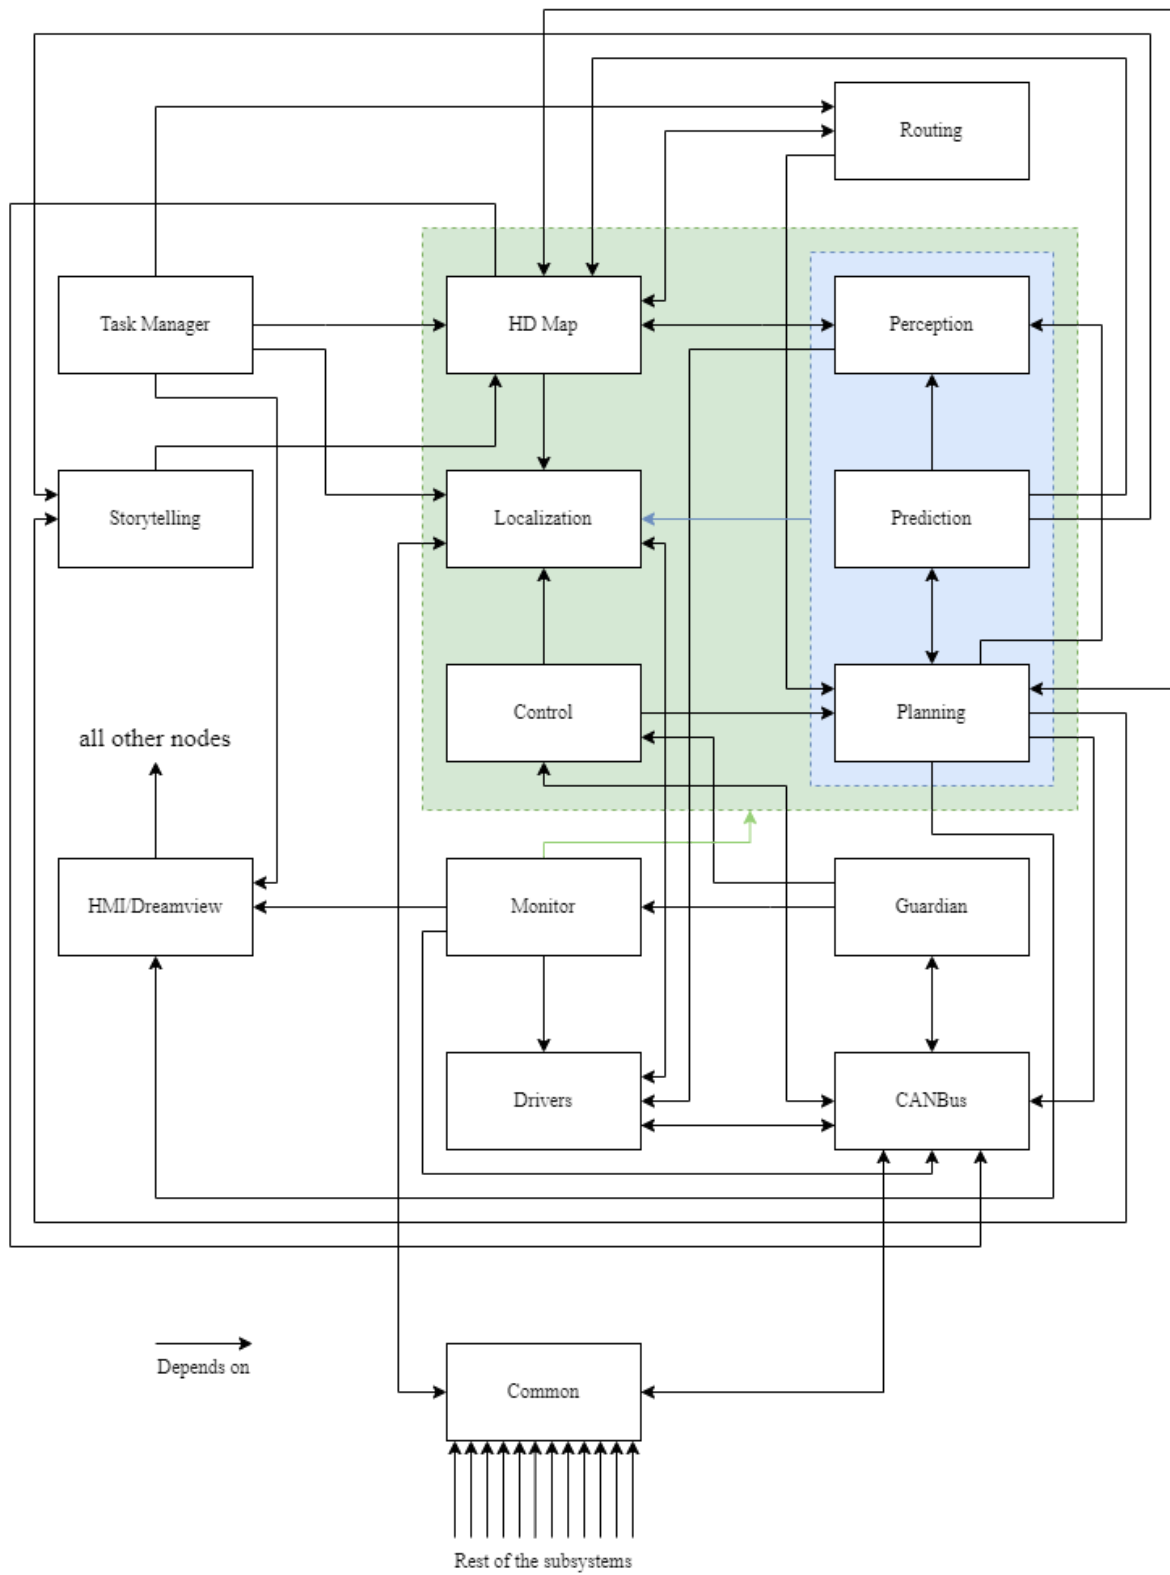 Routing
Task Manager
HD Map
Perception
Storytelling
Localization
Prediction
Control
Planning
all other nodes
HMI/Dreamview
Monitor
Guardian
Drivers
CANBus
Depends on
Common
Rest of the subsystems